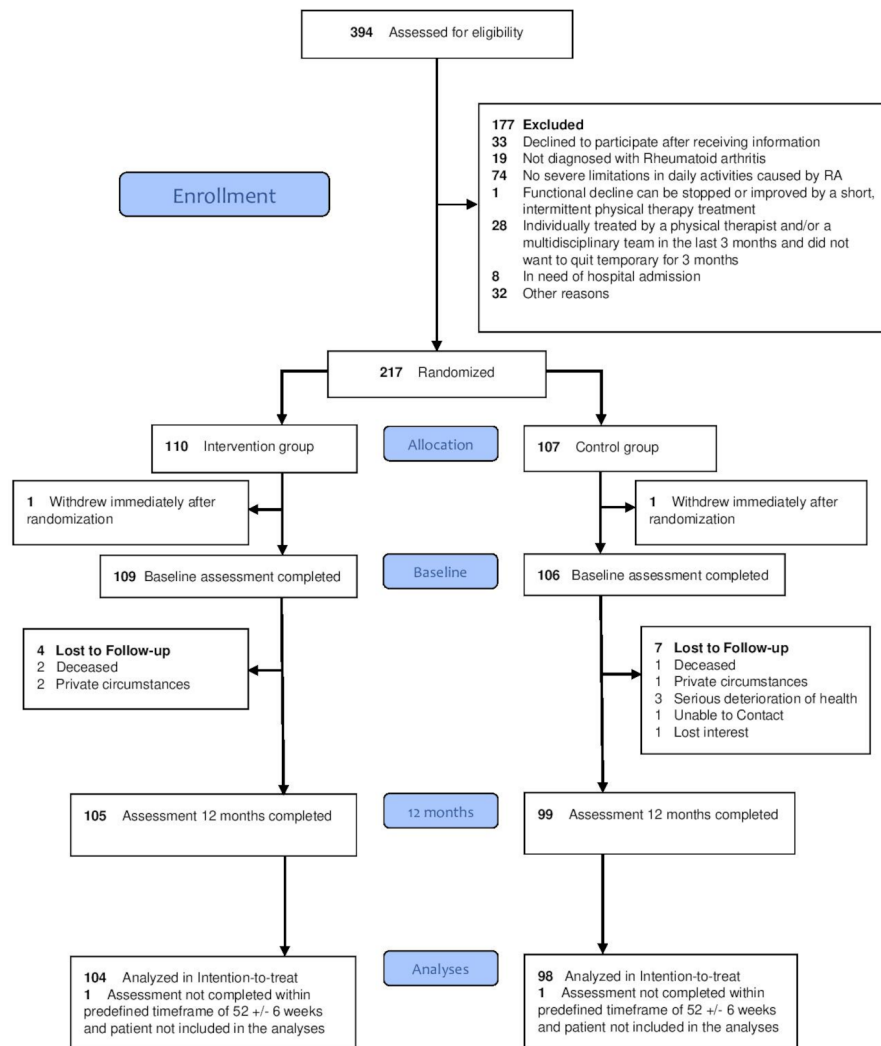 394 Assessed for eligibility
177 Excluded
33 Declined to participate after receiving information
19 Not diagnosed with Rheumatoid arthritis
74 No severe limitations in daily activities caused by RA
1 Functional decline can be stopped or improved by a short,
intermittent physical therapy treatment
28 Individually treated by a physical therapist and/or a
multidisciplinary team in the last 3 months and did not
want to quit temporary for 3 months
8 In need of hospital admission
32 Other reasons
Enrollment
217 Randomized
110 Intervention group
Allocation
107 Control group
1 Withdrew immediately after
randomization
1 Withdrew immediately after
randomization
109 Baseline assessment completed
Baseline
106 Baseline assessment completed
4 Lost to Follow-up
2 Deceased
2 Private circumstances
7 Lost to Follow-up
1 Deceased
1 Private circumstances
3 Serious deterioration of health
1 Unable to Contact
1 Lost interest
105 Assessment 12 months completed
12 months
99 Assessment 12 months completed
104 Analyzed in Intention-to-treat
1 Assessment not completed within
predefined timeframe of 52 +/- 6 weeks
and patient not included in the analyses
Analyses
98 Analyzed in Intention-to-treat
1 Assessment not completed within
predefined timeframe of 52 +/- 6 weeks
and patient not included in the analyses